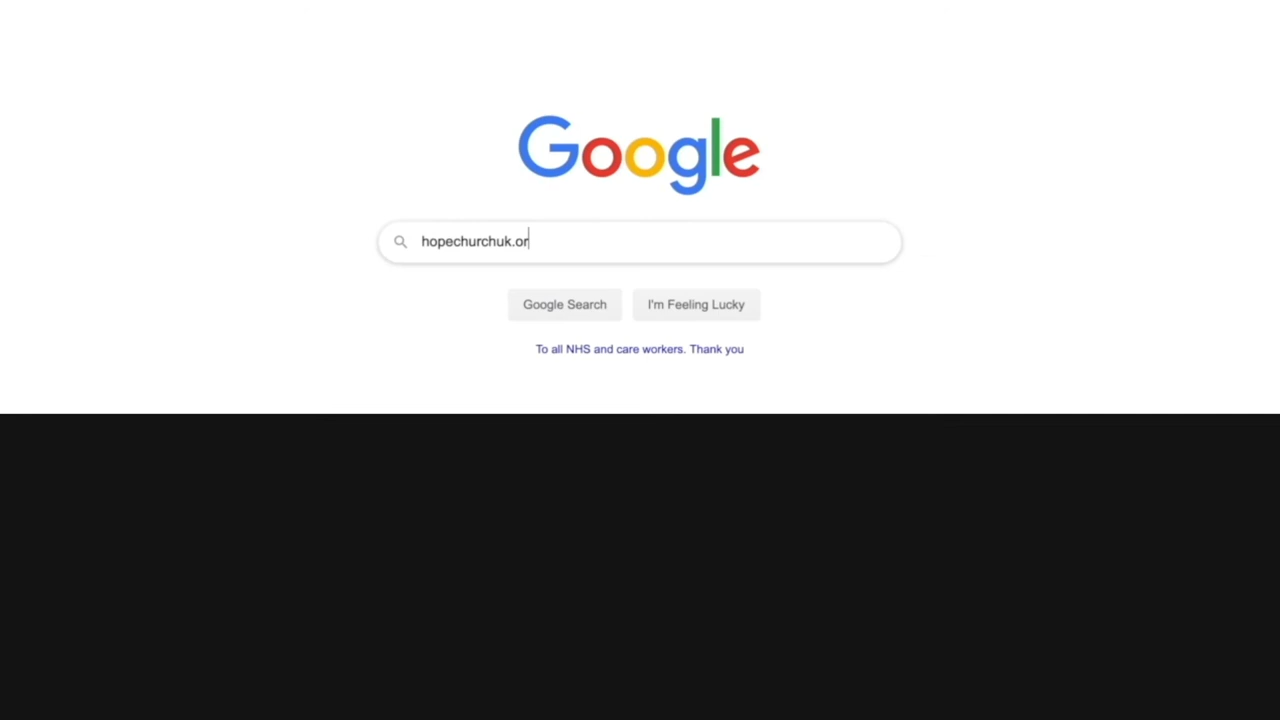 Google
hopechurchuk.or
Google Search
I'm Feeling Lucky
To all NHS and care workers. Thank you